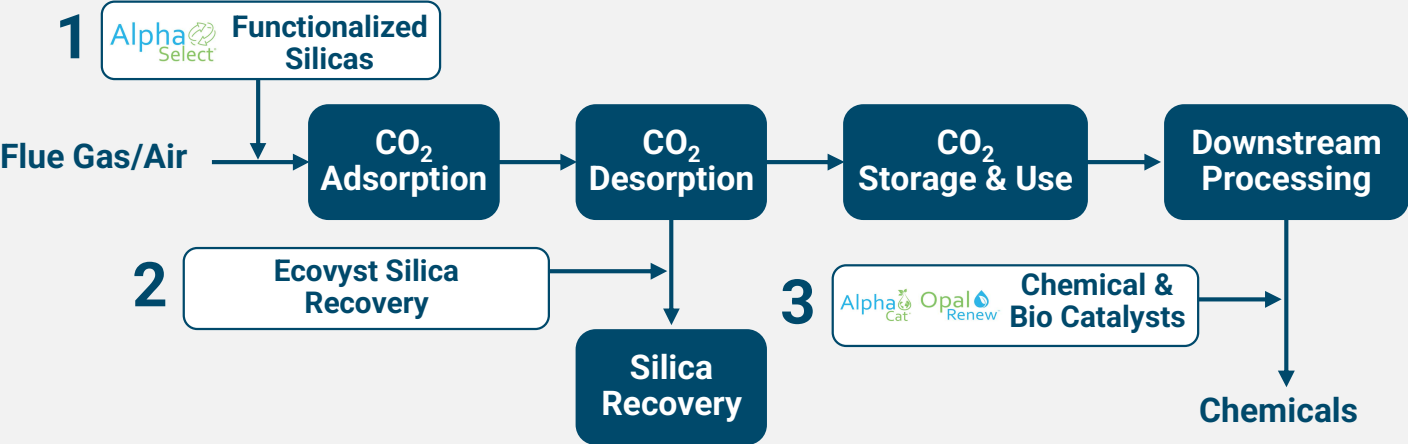 1
Alpha
Select
Functionalized
Silicas
Flue Gas/Air
CO₂
Adsorption
CO₂
Desorption
CO₂
Storage & Use
Downstream
Processing
2
Ecovyst Silica
Recovery
3
Alpha
Cat
Opal
Renew
Chemical &
Bio Catalysts
Silica
Recovery
Chemicals